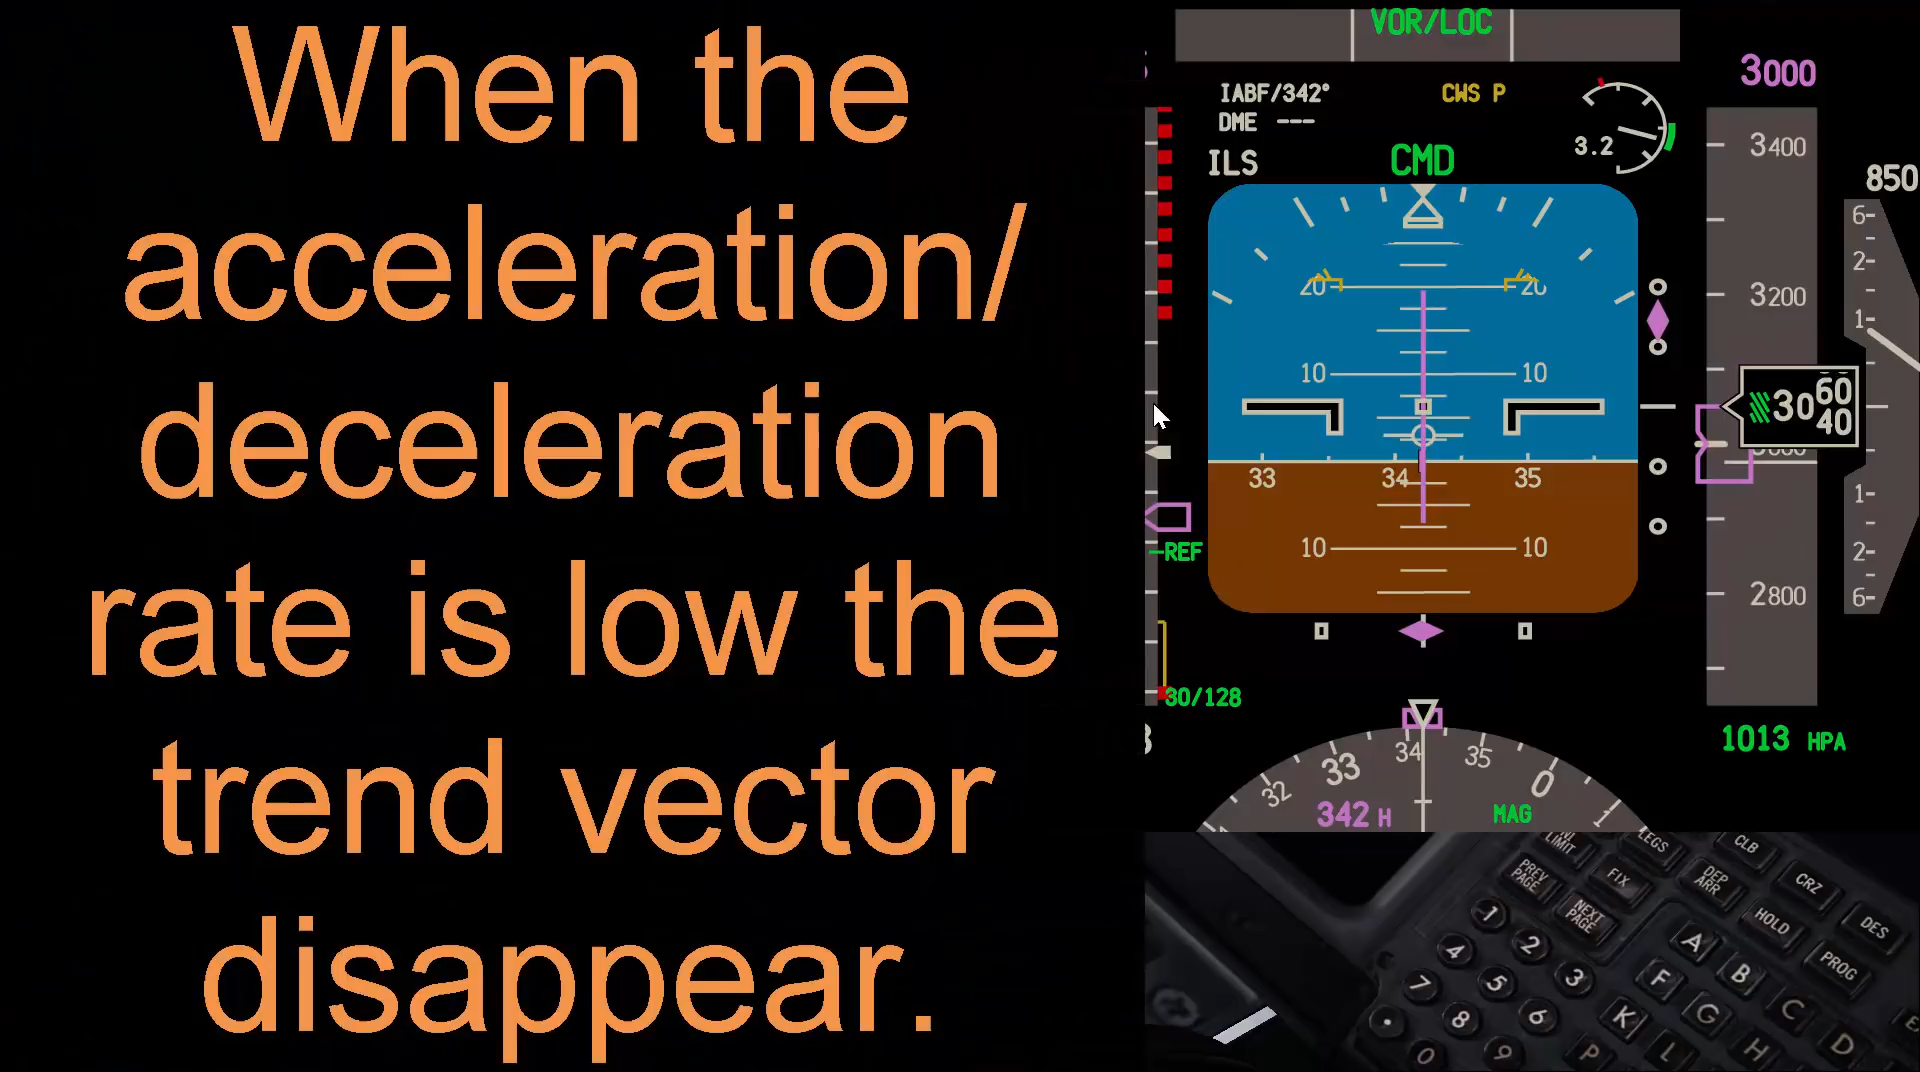 When the
acceleration/
deceleration
rate is low the
trend vector
disappear.
VOR/LOC
3000
IABF/342°
CWS P
DME ---
3.2
ILS
CMD
3400
850
6
2
1
20 20
3200
10 10
30 60
40
33 34 35
-REF
1
2
6
10 10
2800
30/128
1013 HPA
33 34 35 0 1
32
342 H
MAG
LIMIT
LEGS
CLB
PREV
PAGE
FIX
DEP
ARR
CRZ
NEXT
PAGE
HOLD
DES
PROG
1
2
3
4
5
6
7
8
9
0
A
B
C
D
F
G
H
K
L
P